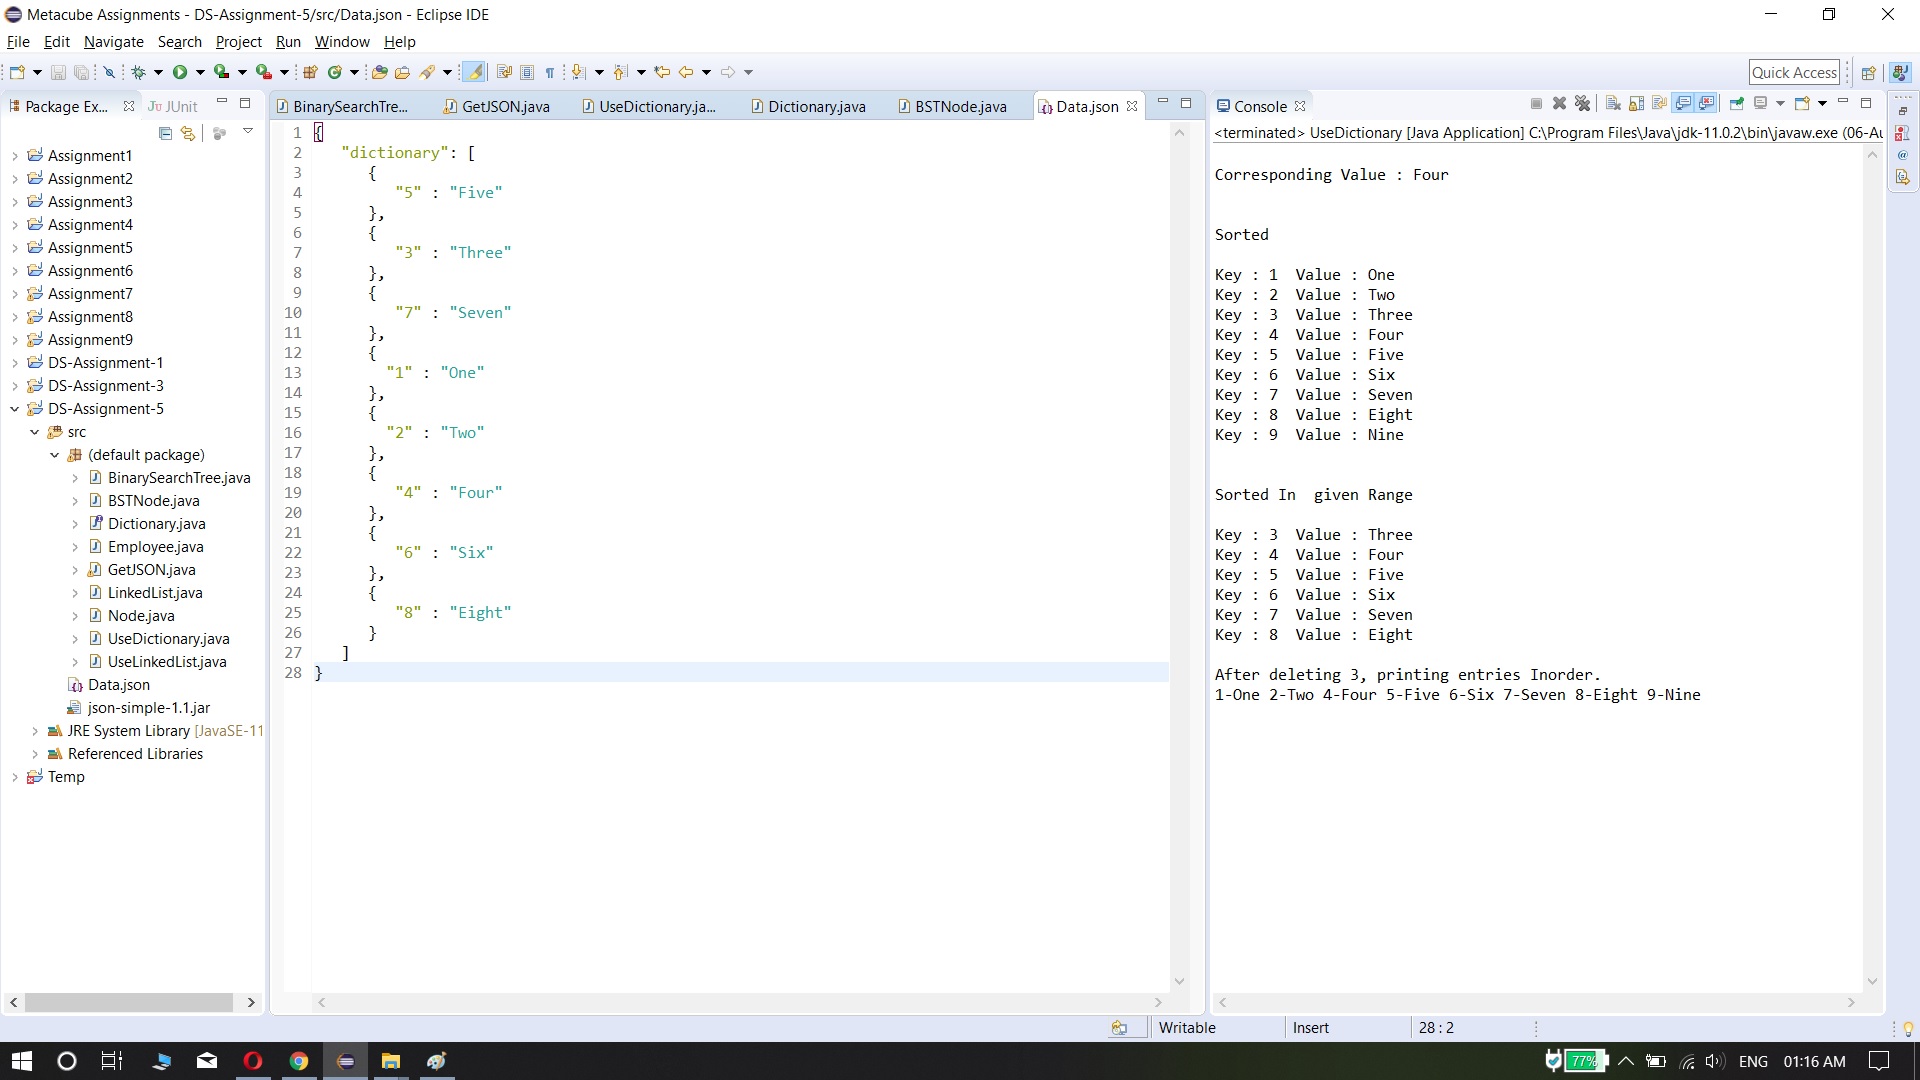 Metacube Assignments - DS-Assignment-5/src/Data.json - Eclipse IDE
File Edit Navigate Search Project Run Window Help
Quick Access
Package Ex... JUnit
Assignment1
Assignment2
Assignment3
Assignment4
Assignment5
Assignment6
Assignment7
Assignment8
Assignment9
DS-Assignment-1
DS-Assignment-3
DS-Assignment-5
src
(default package)
BinarySearchTree.java
BSTNode.java
Dictionary.java
Employee.java
GetJSON.java
LinkedList.java
Node.java
UseDictionary.java
UseLinkedList.java
Data.json
json-simple-1.1.jar
JRE System Library [JavaSE-11
Referenced Libraries
Temp
BinarySearchTre... GetJSON.java UseDictionary.ja... Dictionary.java BSTNode.java Data.json
1 {
2 "dictionary": [
3 {
4 "5" : "Five"
5 },
6 {
7 "3" : "Three"
8 },
9 {
10 "7" : "Seven"
11 },
12 {
13 "1" : "One"
14 },
15 {
16 "2" : "Two"
17 },
18 {
19 "4" : "Four"
20 },
21 {
22 "6" : "Six"
23 },
24 {
25 "8" : "Eight"
26 }
27 ]
28 }
Console
<terminated> UseDictionary [Java Application] C:\Program Files\Java\jdk-11.0.2\bin\javaw.exe (06-Au
Corresponding Value : Four
Sorted
Key : 1 Value : One
Key : 2 Value : Two
Key : 3 Value : Three
Key : 4 Value : Four
Key : 5 Value : Five
Key : 6 Value : Six
Key : 7 Value : Seven
Key : 8 Value : Eight
Key : 9 Value : Nine
Sorted In given Range
Key : 3 Value : Three
Key : 4 Value : Four
Key : 5 Value : Five
Key : 6 Value : Six
Key : 7 Value : Seven
Key : 8 Value : Eight
After deleting 3, printing entries Inorder.
1-One 2-Two 4-Four 5-Five 6-Six 7-Seven 8-Eight 9-Nine
Writable Insert 28 : 2
77% ENG 01:16 AM